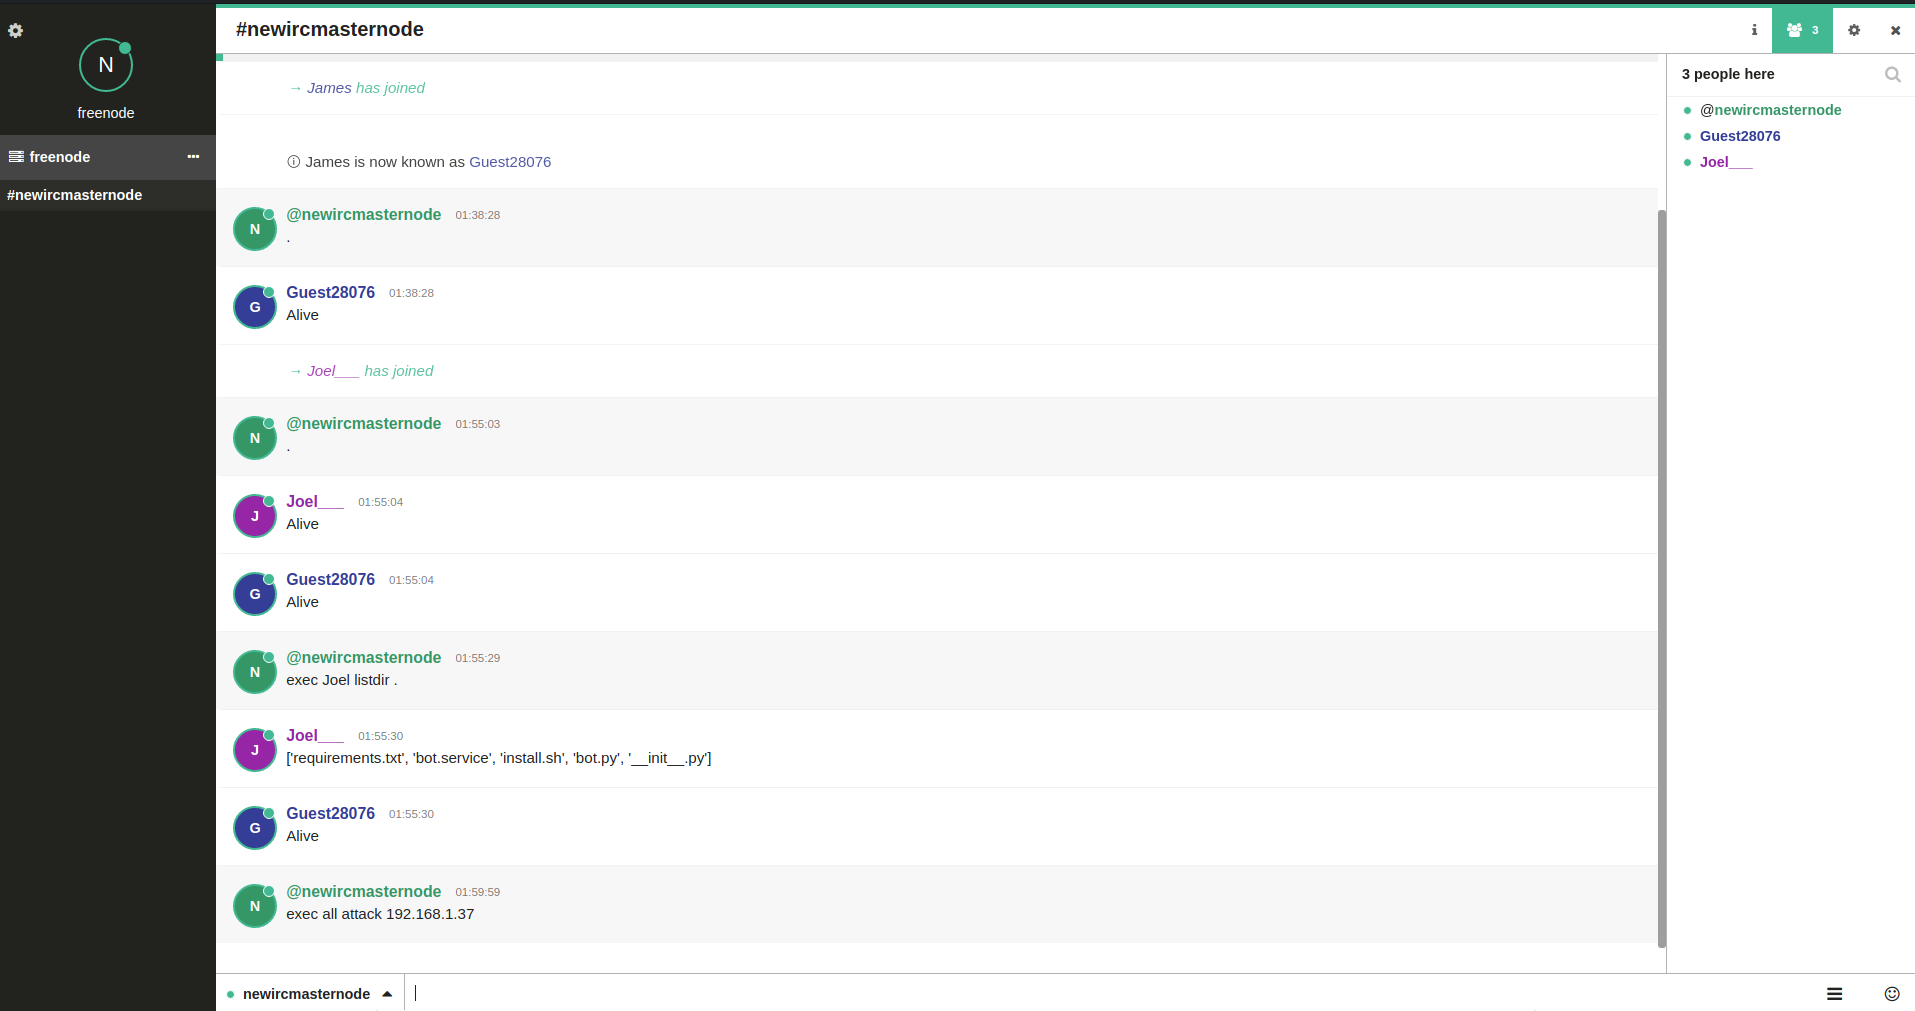 N
freenode
freenode
#newircmasternode
#newircmasternode
3
→ James has joined
James is now known as Guest28076
N
@newircmasternode 01:38:28
.
G
Guest28076 01:38:28
Alive
→ Joel___ has joined
N
@newircmasternode 01:55:03
.
J
Joel___ 01:55:04
Alive
G
Guest28076 01:55:04
Alive
N
@newircmasternode 01:55:29
exec Joel listdir .
J
Joel___ 01:55:30
['requirements.txt', 'bot.service', 'install.sh', 'bot.py', '__init__.py']
G
Guest28076 01:55:30
Alive
N
@newircmasternode 01:59:59
exec all attack 192.168.1.37
newircmasternode
3 people here
@newircmasternode
Guest28076
Joel___